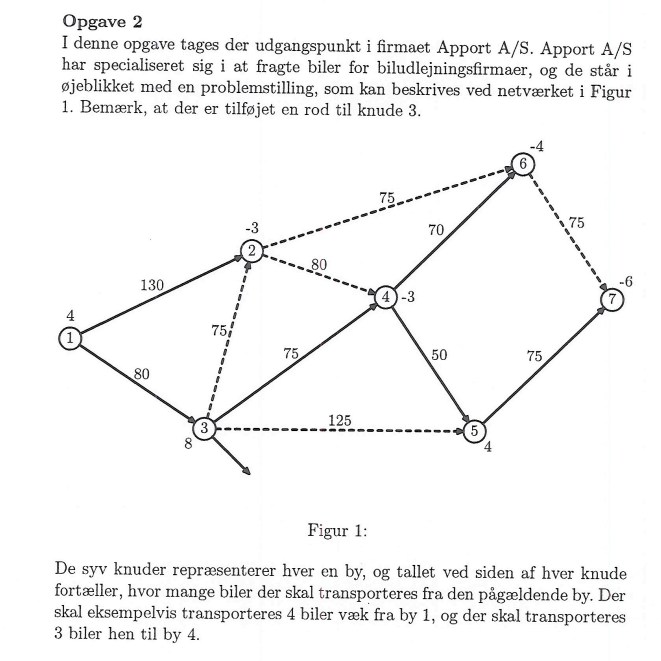 Opgave 2
I denne opgave tages der udgangspunkt i firmaet Apport A/S. Apport A/S
har specialiseret sig i at fragte biler for biludlejningsfirmaer, og de står i
øjeblikket med en problemstilling, som kan beskrives ved netværket i Figur
1. Bemærk, at der er tilføjet en rod til knude 3.
-4
6
75
75
-3
70
2
80
-6
130
4
-3
7
4
75
1
75
50
75
80
125
3
5
8
4
Figur 1:
De syv knuder repræsenterer hver en by, og tallet ved siden af hver knude
fortæller, hvor mange biler der skal transporteres fra den pågældende by. Der
skal eksempelvis transporteres 4 biler væk fra by 1, og der skal transporteres
3 biler hen til by 4.